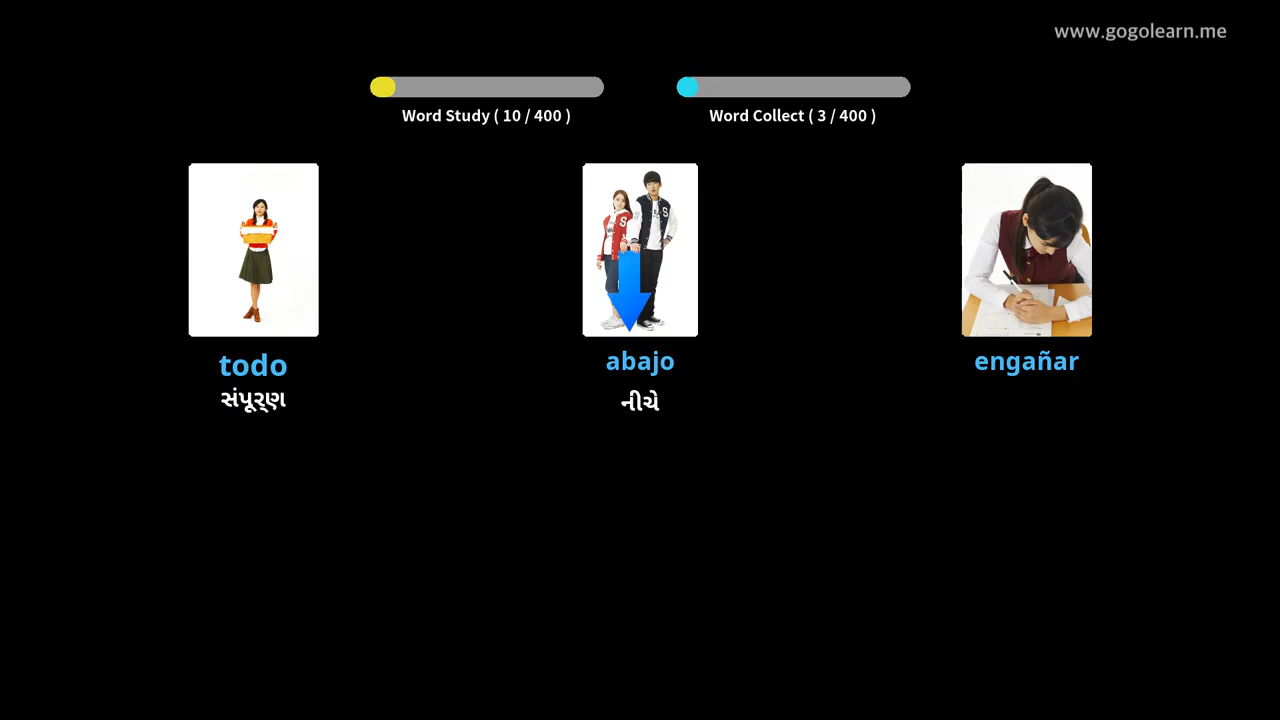 www.gogolearn.me
Word Study ( 10 / 400 )
Word Collect ( 3 / 400 )
S
S
todo
abajo
engañar
સંપૂર્ણ
નીચે